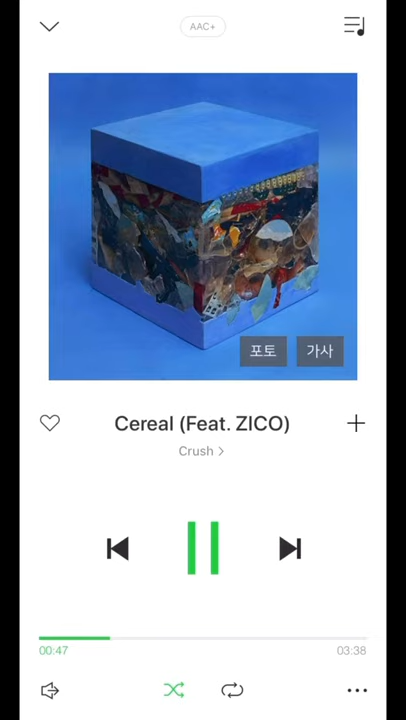 AAC+
포토 가사
Cereal (Feat. ZICO)
Crush >
00:47 03:38